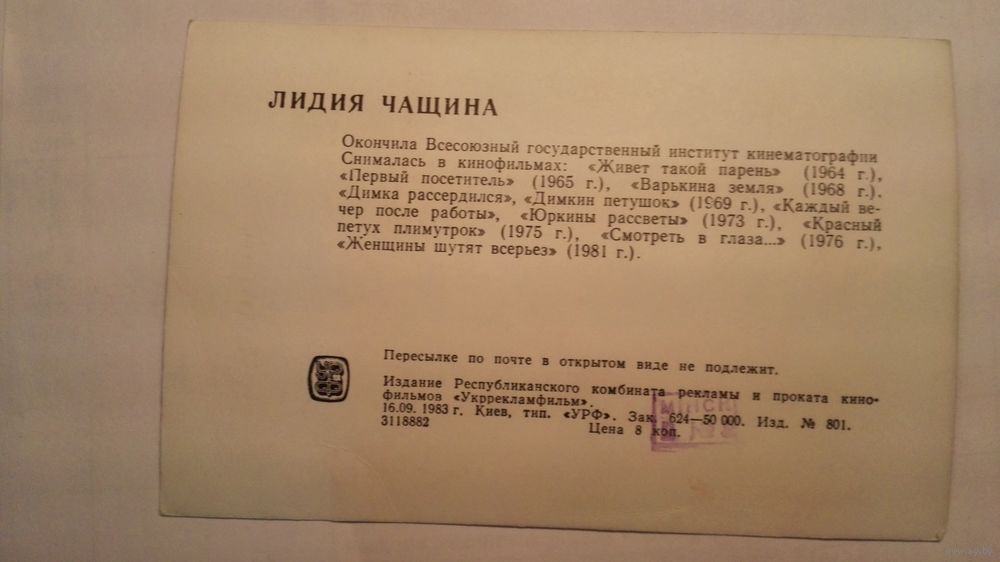 ЛИДИЯ ЧАЩИНА
Окончила Всесоюзный государственный институт кинематографии
Снималась в кинофильмах: «Живет такой парень» (1964 г.),
«Первый посетитель» (1965 г.), «Варькина земля» (1968 г.),
«Димка рассердился», «Димкин петушок» (1969 г.), «Каждый ве-
чер после работы», «Юркины рассветы» (1973 г.), «Красный
петух плимутрок» (1975 г.), «Смотреть в глаза...» (1976 г.),
«Женщины шутят всерьез» (1981 г.).
Пересылке по почте в открытом виде не подлежит.
Издание Республиканского комбината рекламы и проката кино-
фильмов «Укррекламфильм».
16.09. 1983 г. Киев, тип. «УРФ». Зак. 624—50 000. Изд. № 801.
3118882 Цена 8 коп.